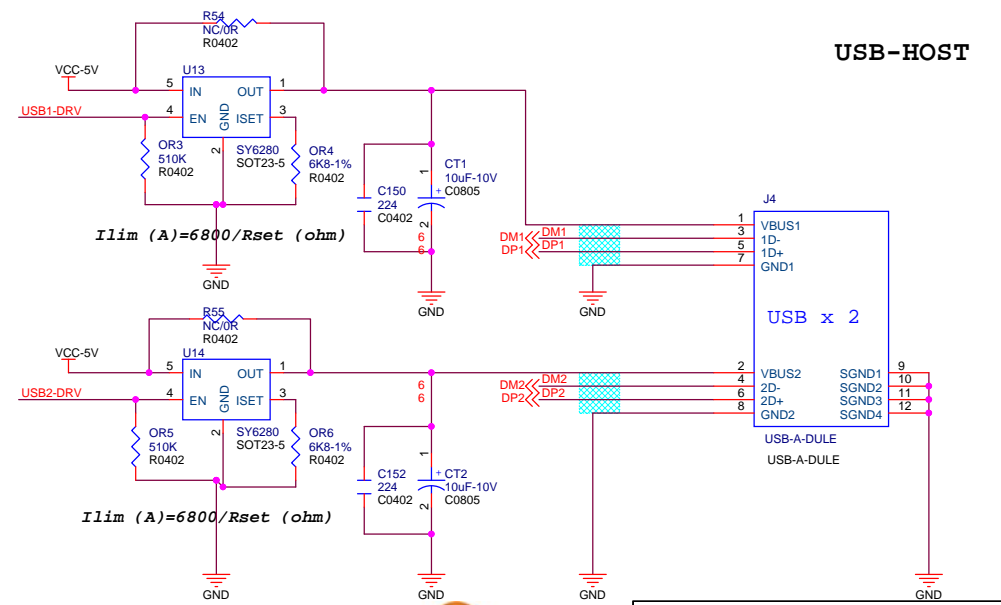 USB-HOST
R54
NC/0R
R0402
VCC-5V
U13
5
IN
OUT
1
USB1-DRV
4
EN
GND
ISET
3
2
OR3
510K
R0402
SY6280
SOT23-5
OR4
6K8-1%
R0402
Ilim (A)=6800/Rset (ohm)
GND
C150
224
C0402
1
+
CT1
10uF-10V
C0805
2
6
6
GND
DM1
DM1
DP1
DP1
GND
J4
1
VBUS1
3
1D-
5
1D+
7
GND1
USB x 2
2
VBUS2
4
2D-
6
2D+
8
GND2
9
SGND1
10
SGND2
11
SGND3
12
SGND4
USB-A-DULE
USB-A-DULE
R55
NC/0R
R0402
VCC-5V
U14
5
IN
OUT
1
USB2-DRV
4
EN
GND
ISET
3
2
OR5
510K
R0402
SY6280
SOT23-5
OR6
6K8-1%
R0402
Ilim (A)=6800/Rset (ohm)
GND
6
6
C152
224
C0402
1
+
CT2
10uF-10V
C0805
2
GND
DM2
DM2
DP2
DP2
GND
GND